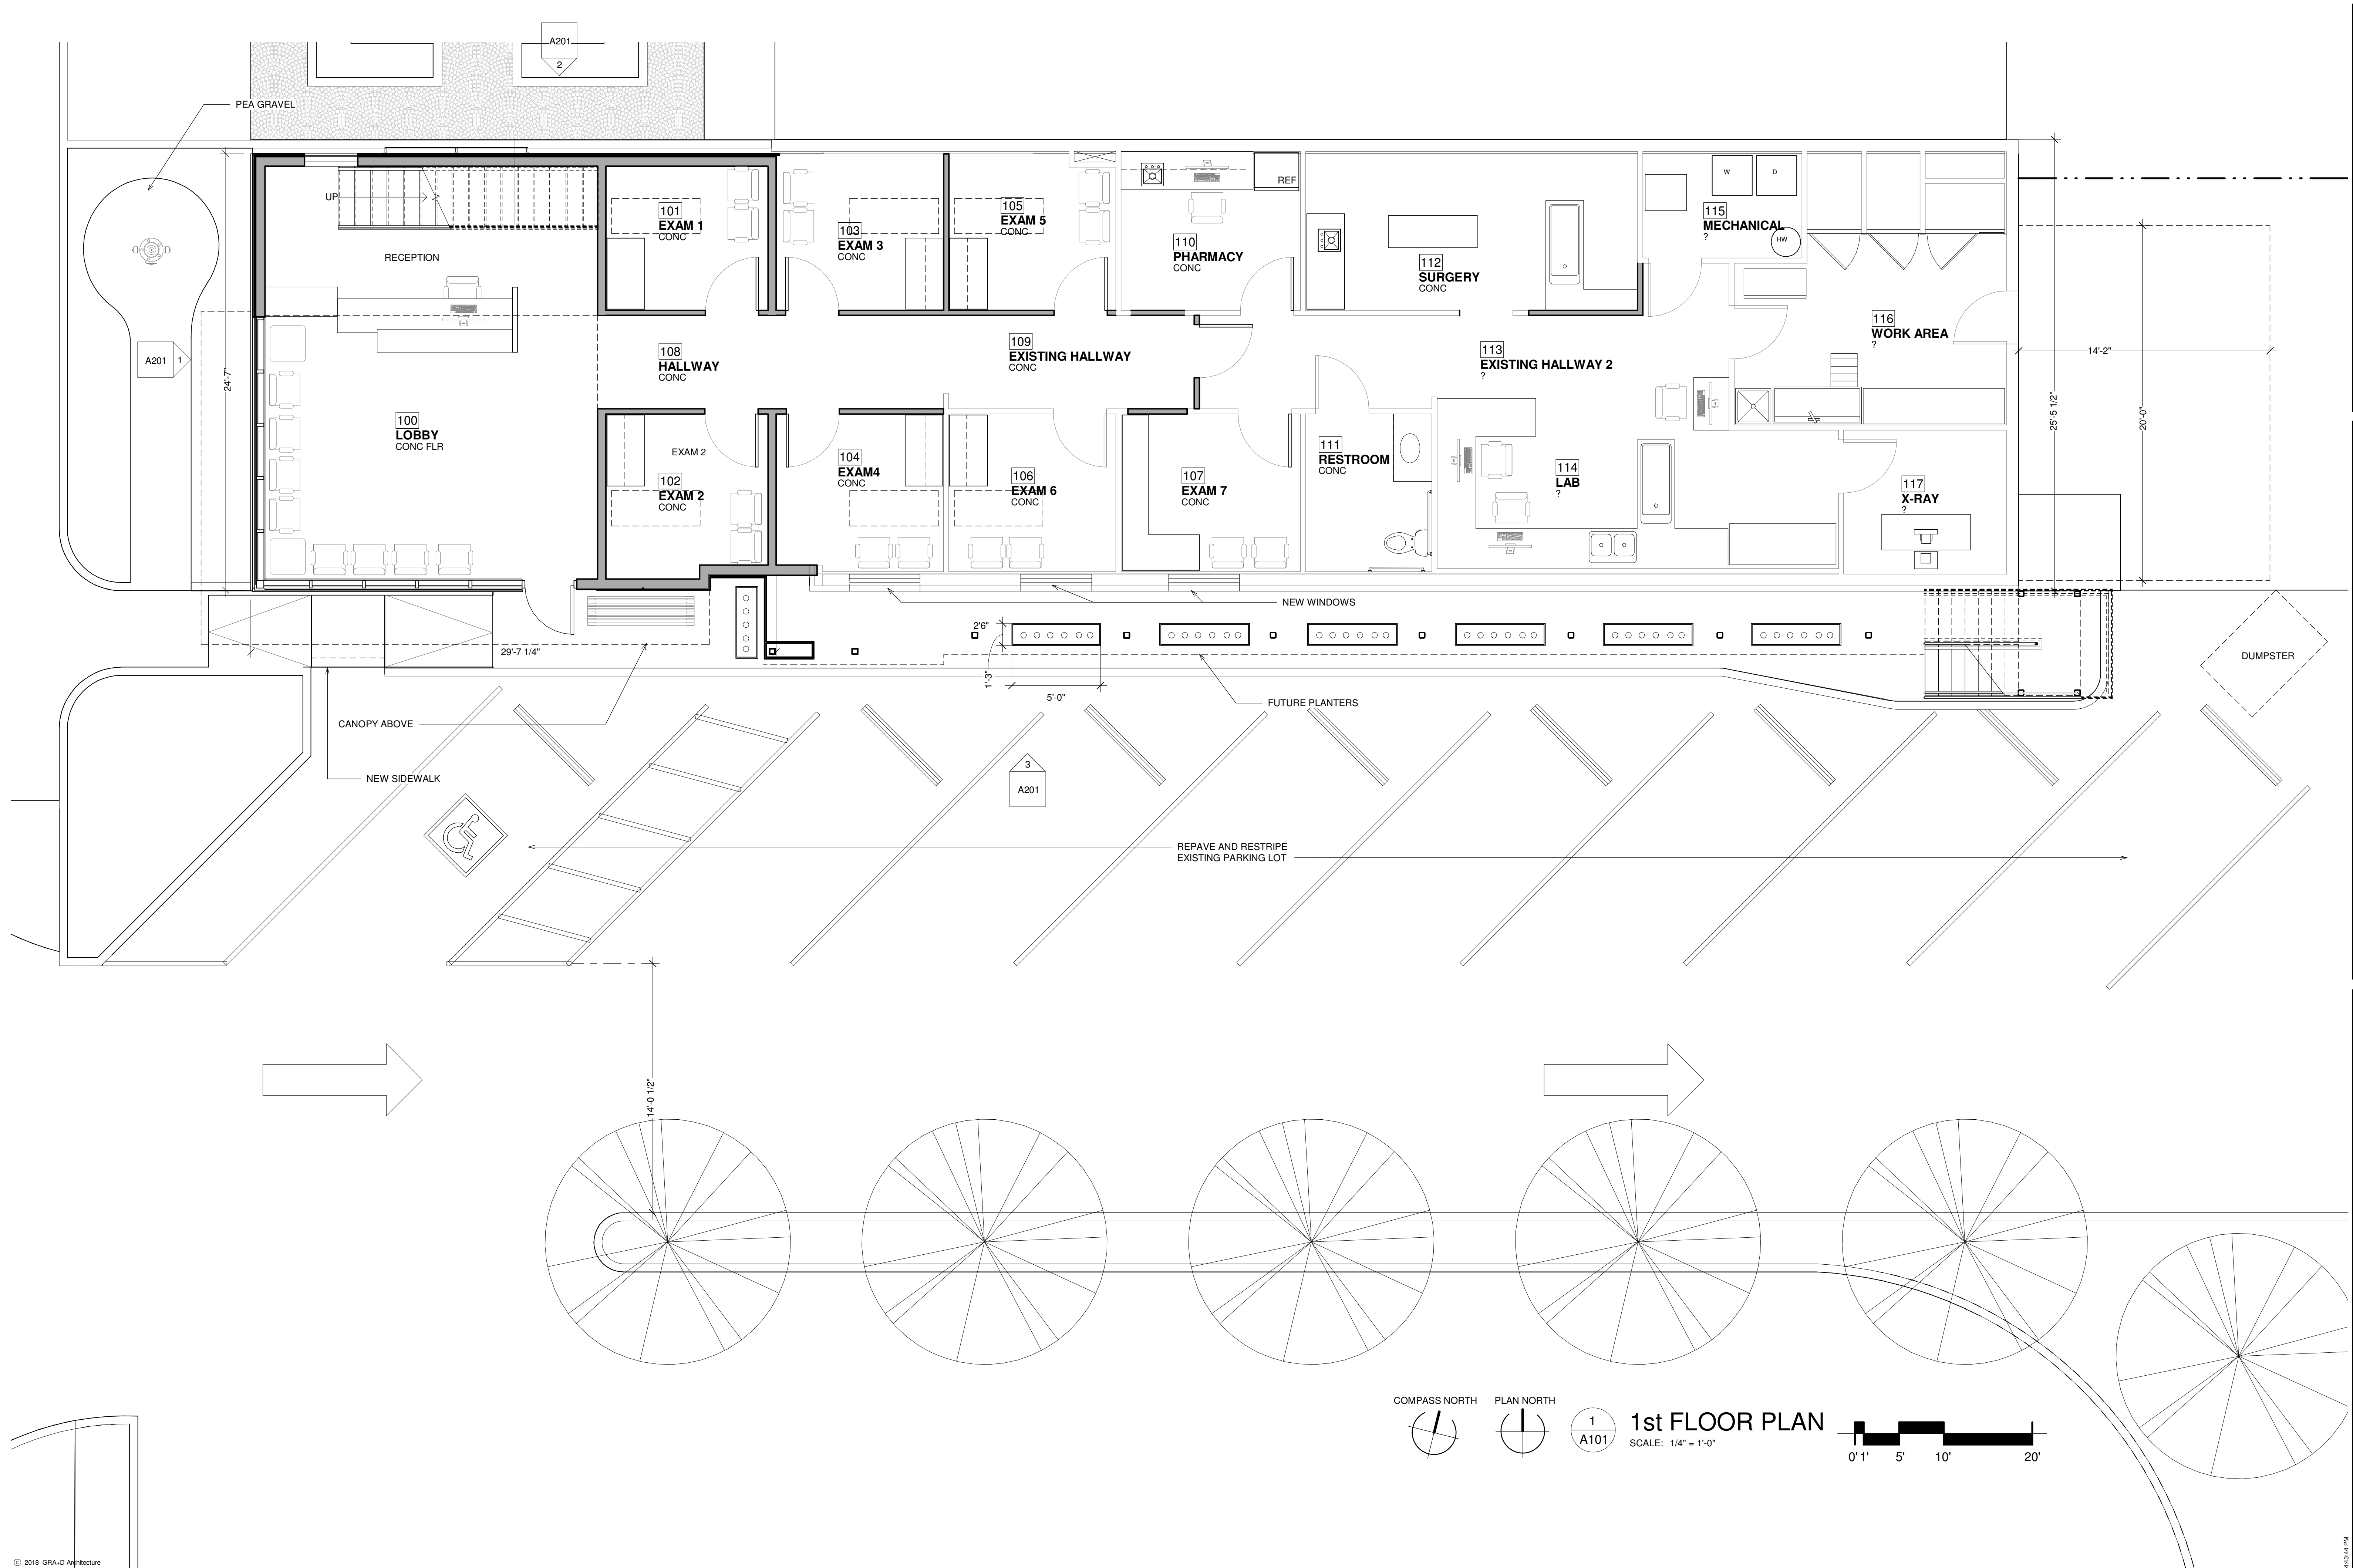 A201
2
PEA GRAVEL
UP
RECEPTION
101
EXAM 1
CONC
103
EXAM 3
CONC
105
EXAM 5
CONC
REF
110
PHARMACY
CONC
112
SURGERY
CONC
W
D
115
MECHANICAL
?
HW
A201
1
24'-7"
108
HALLWAY
CONC
109
EXISTING HALLWAY
CONC
113
EXISTING HALLWAY 2
?
116
WORK AREA
?
14'-2"
25'-5 1/2"
20'-0"
100
LOBBY
CONC FLR
EXAM 2
102
EXAM 2
CONC
104
EXAM4
CONC
106
EXAM 6
CONC
107
EXAM 7
CONC
111
RESTROOM
CONC
114
LAB
?
117
X-RAY
?
NEW WINDOWS
2'6"
29'-7 1/4"
1'-3"
5'-0"
DUMPSTER
FUTURE PLANTERS
CANOPY ABOVE
NEW SIDEWALK
3
A201
REPAVE AND RESTRIPE
EXISTING PARKING LOT
14'-0 1/2"
COMPASS NORTH
PLAN NORTH
1
A101
1st FLOOR PLAN
SCALE: 1/4" = 1'-0"
0' 1' 5' 10' 20'
© 2018 GRA+D Architecture
4:43:44 PM